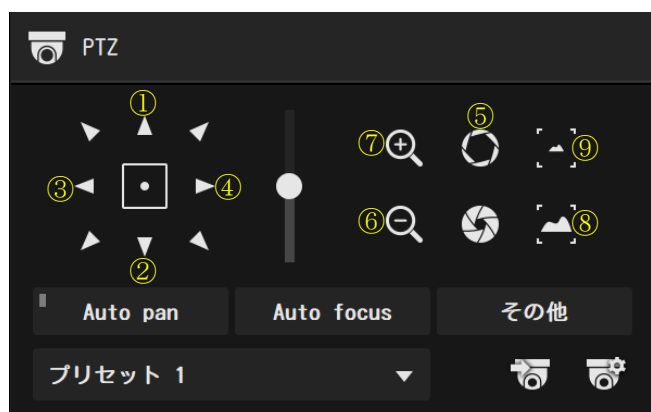 PTZ
①
⑤
⑦ ⑨
③ ④
⑥ ⑧
②
Auto pan Auto focus その他
プリセット 1